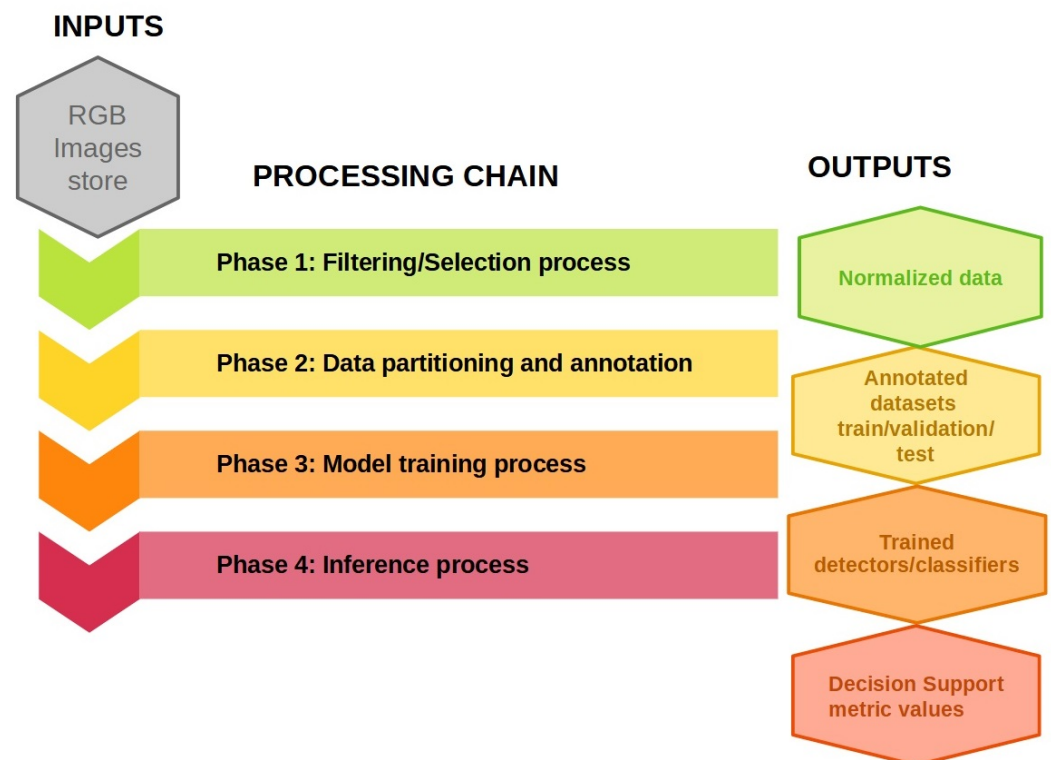 INPUTS
RGB
Images
store
PROCESSING CHAIN
OUTPUTS
Phase 1: Filtering/Selection process
Normalized data
Phase 2: Data partitioning and annotation
Annotated
datasets
train/validation/
test
Phase 3: Model training process
Trained
detectors/classifiers
Phase 4: Inference process
Decision Support
metric values